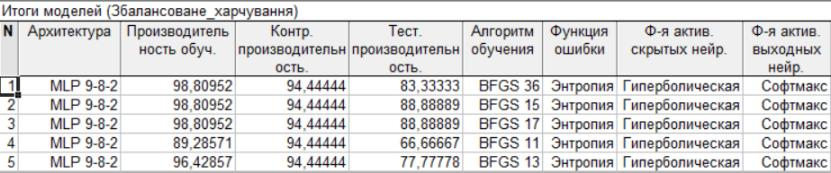 Итоги моделей (Збалансоване_харчування)
N Архитектура Производитель ность обуч. Контр. производительн ость. Тест. производительн ость. Алгоритм обучения Функция ошибки Ф-я актив. скрытых нейр. Ф-я актив. выходных нейр.
1 MLP 9-8-2 98,80952 94,44444 83,33333 BFGS 36 Энтропия Гиперболическая Софтмакс
2 MLP 9-8-2 98,80952 94,44444 88,88889 BFGS 15 Энтропия Гиперболическая Софтмакс
3 MLP 9-8-2 98,80952 94,44444 88,88889 BFGS 17 Энтропия Гиперболическая Софтмакс
4 MLP 9-8-2 89,28571 94,44444 66,66667 BFGS 11 Энтропия Гиперболическая Софтмакс
5 MLP 9-8-2 96,42857 94,44444 77,77778 BFGS 13 Энтропия Гиперболическая Софтмакс